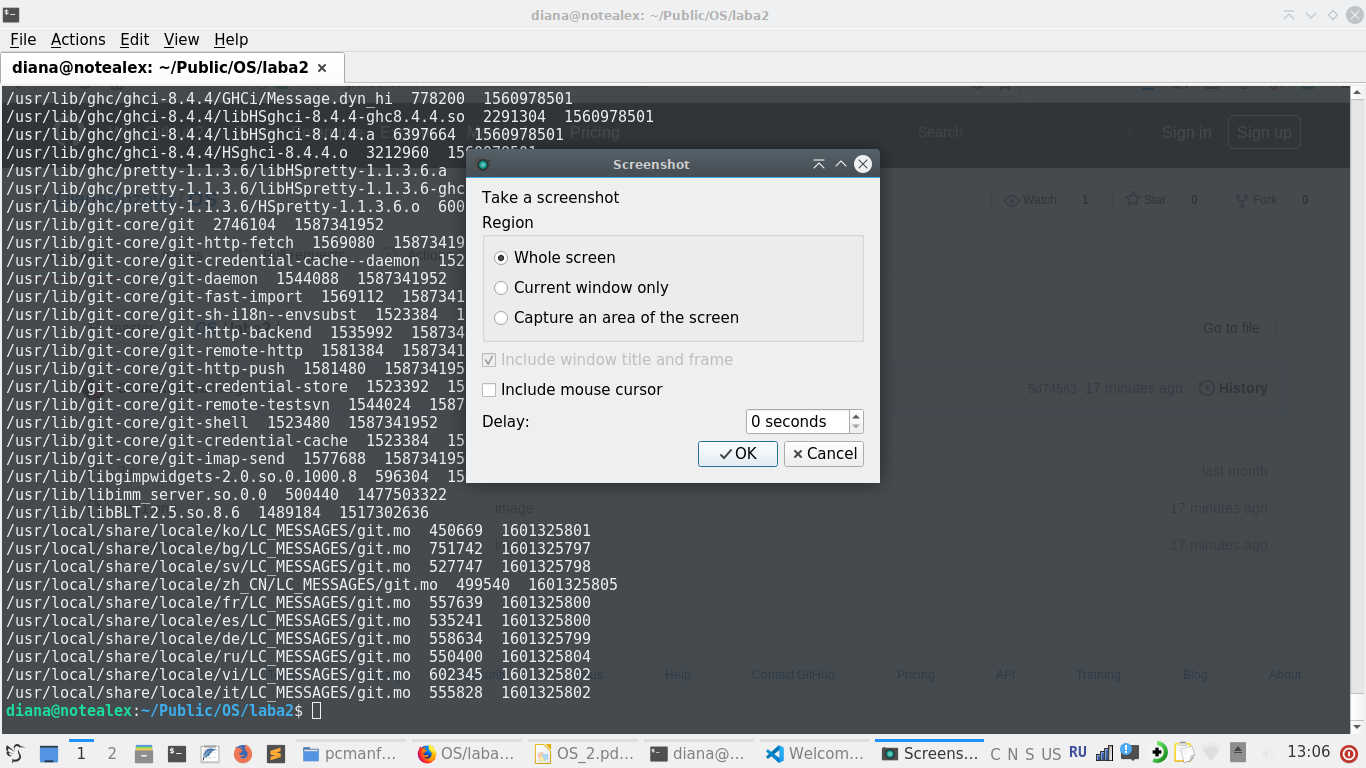 diana@notealex: ~/Public/OS/laba2
File Actions Edit View Help
diana@notealex: ~/Public/OS/laba2 ×
/usr/lib/ghc/ghci-8.4.4/GHCi/Message.dyn_hi 778200 1560978501
/usr/lib/ghc/ghci-8.4.4/libHSghci-8.4.4-ghc8.4.4.so 2291304 1560978501
/usr/lib/ghc/ghci-8.4.4/libHSghci-8.4.4.a 5397664 1560978501
Pricing
Search
Sign in
Sign up
/usr/lib/ghc/ghci-8.4.4/HSghci-8.4.4.o 3212960 1560978501
/usr/lib/ghc/pretty-1.1.3.6/libHSpretty-1.1.3.6.a
/usr/lib/ghc/pretty-1.1.3.6/libHSpretty-1.1.3.6-ghc
/usr/lib/ghc/pretty-1.1.3.6/HSpretty-1.1.3.6.o 600
Watch 1
Star 0
Fork 0
/usr/lib/git-core/git 2746104 1587341952
/usr/lib/git-core/git-http-fetch 1569080 15873419
/usr/lib/git-core/git-credential-cache--daemon 152
/usr/lib/git-core/git-daemon 1544088 1587341952
/usr/lib/git-core/git-fast-import 1569112 1587341
/usr/lib/git-core/git-sh-i18n--envsubst 1523384 1
/usr/lib/git-core/git-http-backend 1535992 158734
Go to file
/usr/lib/git-core/git-remote-http 1581384 1587341
/usr/lib/git-core/git-http-push 1581480 158734195
/usr/lib/git-core/git-credential-store 1523392 15
5d74563 17 minutes ago History
/usr/lib/git-core/git-remote-testsvn 1544024 1587
/usr/lib/git-core/git-shell 1523480 1587341952
/usr/lib/git-core/git-credential-cache 1523384 15
/usr/lib/git-core/git-imap-send 1577688 158734195
last month
/usr/lib/libgimpwidgets-2.0.so.0.1000.8 596304 15
/usr/lib/libimm_server.so.0.0 500440 1477503322
/usr/lib/libBLT.2.5.so.8.6 1489184 1517302636
image
17 minutes ago
/usr/local/share/locale/ko/LC_MESSAGES/git.mo 450669 1601325801
/usr/local/share/locale/bg/LC_MESSAGES/git.mo 751742 1601325797
17 minutes ago
/usr/local/share/locale/sv/LC_MESSAGES/git.mo 527747 1601325798
/usr/local/share/locale/zh_CN/LC_MESSAGES/git.mo 499540 1601325805
/usr/local/share/locale/fr/LC_MESSAGES/git.mo 557639 1601325800
/usr/local/share/locale/es/LC_MESSAGES/git.mo 535241 1601325800
/usr/local/share/locale/de/LC_MESSAGES/git.mo 558634 1601325799
/usr/local/share/locale/ru/LC_MESSAGES/git.mo 550400 1601325804
/usr/local/share/locale/vi/LC_MESSAGES/git.mo 602345 1601325804
Help Contact GitHub Pricing API Training Blog About
/usr/local/share/locale/it/LC_MESSAGES/git.mo 555828 1601325802
diana@notealex:~/Public/OS/laba2$
Screenshot
Take a screenshot
Region
Whole screen
Current window only
Capture an area of the screen
Include window title and frame
Include mouse cursor
Delay: 0 seconds
OK Cancel
1 2 pcmanf... OS/laba... OS_2.pd... diana@... Welcom... Screens... C N S US RU 13:06